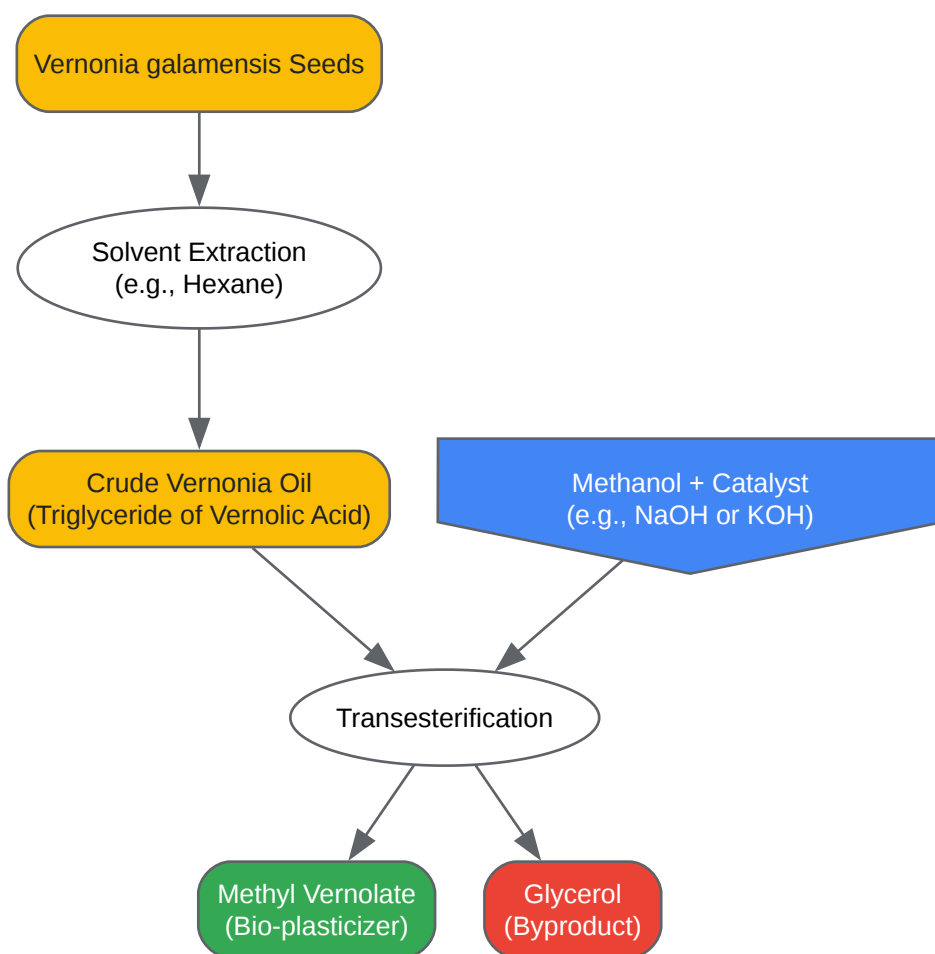 Vernonia galamensis Seeds
Solvent Extraction
(e.g., Hexane)
Crude Vernonia Oil
(Triglyceride of Vernolic Acid)
Methanol + Catalyst
(e.g., NaOH or KOH)
Transesterification
Methyl Vernolate
(Bio-plasticizer)
Glycerol
(Byproduct)